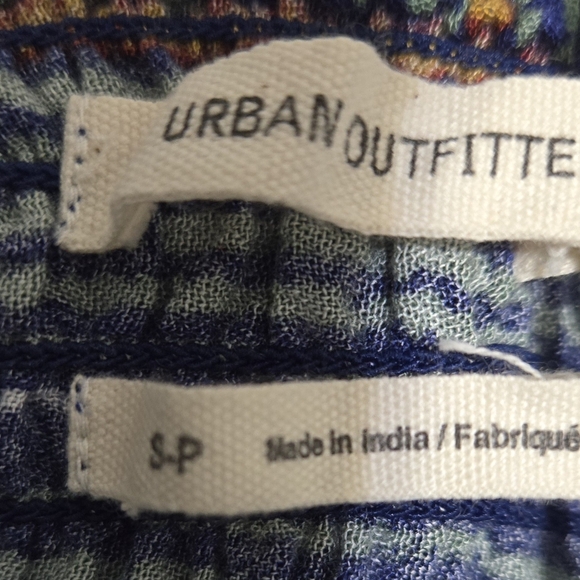 URBAN OUTFITTE
S-P Made in India / Fabriqué